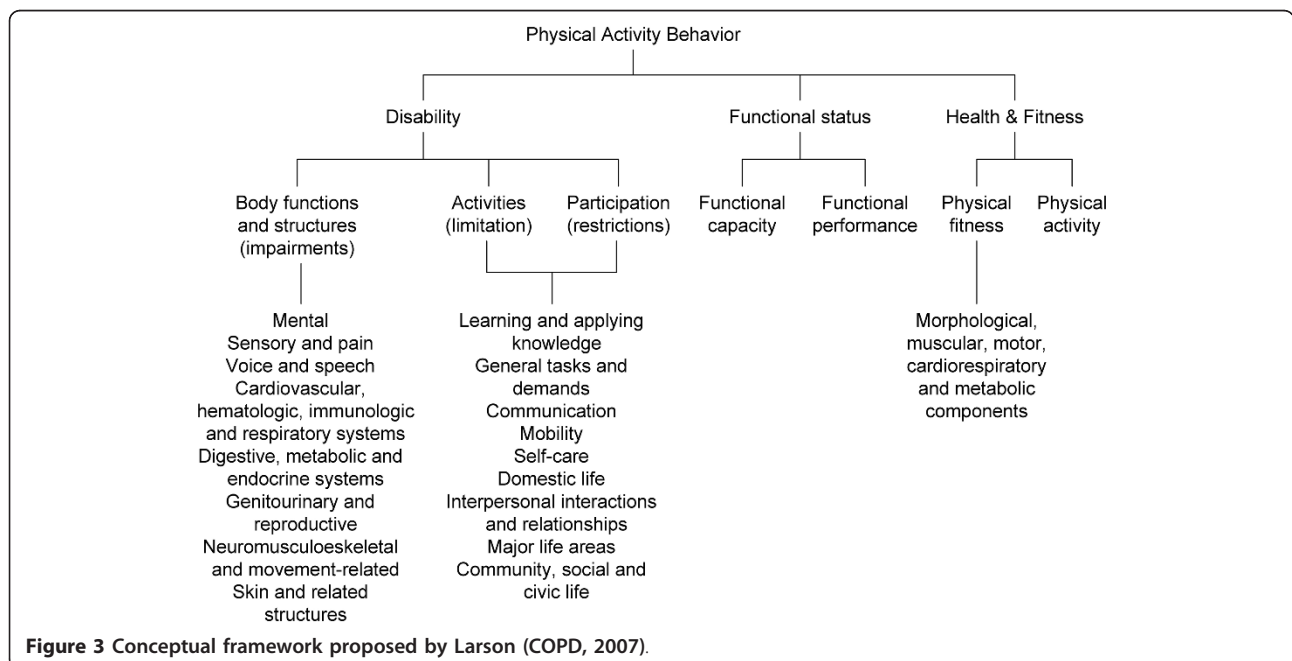 Physical Activity Behavior
Disability
Functional status
Health & Fitness
Body functions
and structures
(impairments)
Activities
(limitation)
Participation
(restrictions)
Functional
capacity
Functional
performance
Physical
fitness
Physical
activity
Mental
Sensory and pain
Voice and speech
Cardiovascular,
hematologic, immunologic
and respiratory systems
Digestive, metabolic and
endocrine systems
Genitourinary and
reproductive
Neuromusculoeskeletal
and movement-related
Skin and related
structures
Learning and applying
knowledge
General tasks and
demands
Communication
Mobility
Self-care
Domestic life
Interpersonal interactions
and relationships
Major life areas
Community, social and
civic life
Morphological,
muscular, motor,
cardiorespiratory
and metabolic
components
Figure 3 Conceptual framework proposed by Larson (COPD, 2007).